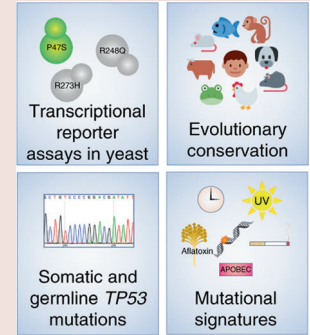 P47S
R248Q
R273H
Transcriptional
reporter
assays in yeast
Evolutionary
conservation
Somatic and
germline TP53
mutations
UV
Aflatoxin
APOBEC
Mutational
signatures